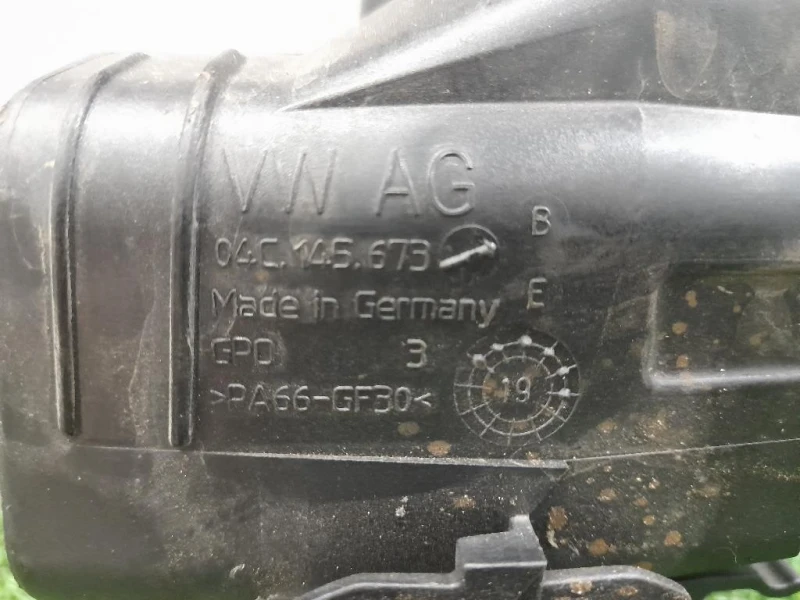 VW AG
04C.145.673
B
Made in Germany
E
GPO 3
>PA66-GF30<
19